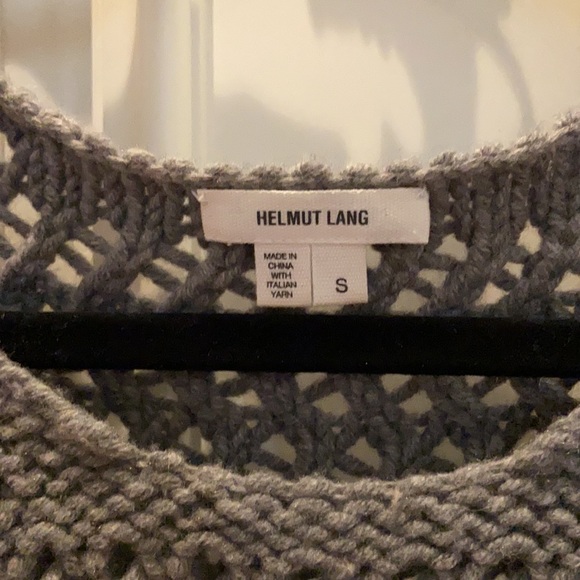 HELMUT LANG
MADE IN
CHINA
WITH
ITALIAN
YARN
S